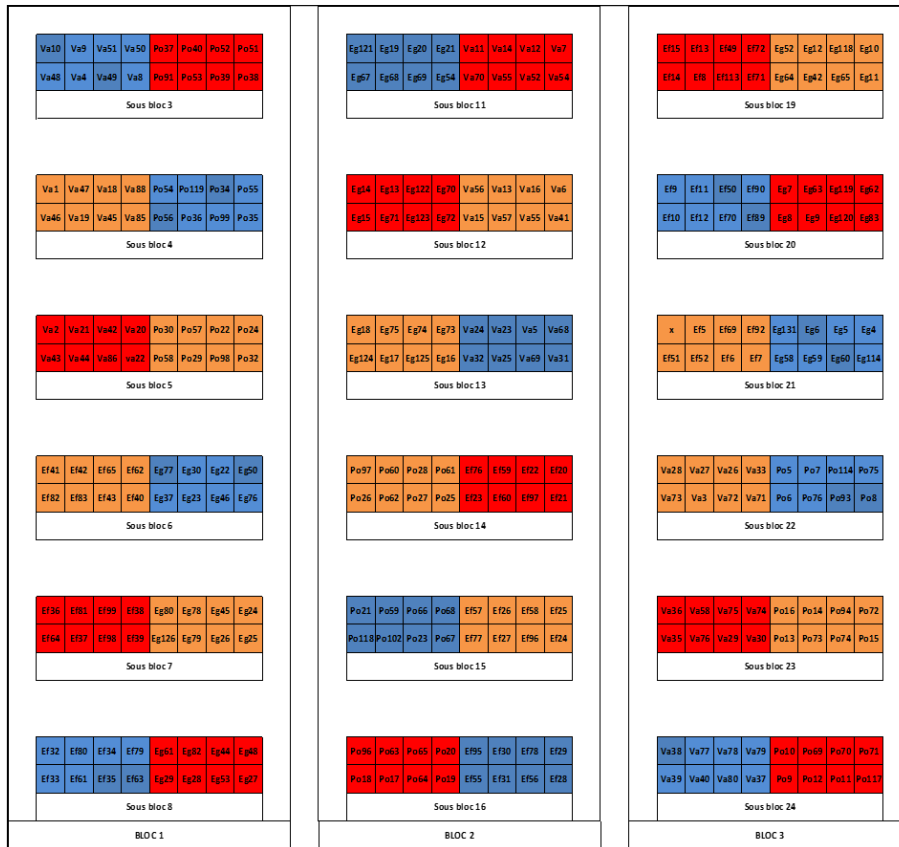 Va10 Va9 Va51 Va50 Po37 Po40 Po52 Po51
Va48 Va4 Va49 Va8 Po91 Po53 Po39 Po38
Sous bloc 3
Va1 Va47 Va18 Va88 Po54 Po119 Po34 Po55
Va46 Va19 Va45 Va85 Po56 Po36 Po99 Po35
Sous bloc 4
Va2 Va21 Va42 Va20 Po30 Po57 Po22 Po24
Va43 Va44 Va86 va22 Po58 Po29 Po98 Po32
Sous bloc 5
Ef41 Ef42 Ef65 Ef62 Eg77 Eg30 Eg22 Eg50
Ef82 Ef83 Ef43 Ef40 Eg37 Eg23 Eg46 Eg76
Sous bloc 6
Ef36 Ef81 Ef99 Ef38 Eg80 Eg78 Eg45 Eg24
Ef64 Ef37 Ef98 Ef39 Eg126 Eg79 Eg26 Eg25
Sous bloc 7
Ef32 Ef80 Ef34 Ef79 Eg61 Eg82 Eg44 Eg48
Ef33 Ef61 Ef35 Ef63 Eg29 Eg28 Eg53 Eg27
Sous bloc 8
BLOC 1
Eg121 Eg19 Eg20 Eg21 Va11 Va14 Va12 Va7
Eg67 Eg68 Eg69 Eg54 Va70 Va55 Va52 Va54
Sous bloc 11
Eg14 Eg13 Eg122 Eg70 Va56 Va13 Va16 Va6
Eg15 Eg71 Eg123 Eg72 Va15 Va57 Va55 Va41
Sous bloc 12
Eg18 Eg75 Eg74 Eg73 Va24 Va23 Va5 Va68
Eg124 Eg17 Eg125 Eg16 Va32 Va25 Va69 Va31
Sous bloc 13
Po97 Po60 Po28 Po61 Ef76 Ef59 Ef22 Ef20
Po26 Po62 Po27 Po25 Ef23 Ef60 Ef97 Ef21
Sous bloc 14
Po21 Po59 Po66 Po68 Ef57 Ef26 Ef58 Ef25
Po118 Po102 Po23 Po67 Ef77 Ef27 Ef96 Ef24
Sous bloc 15
Po96 Po63 Po65 Po20 Ef95 Ef30 Ef78 Ef29
Po18 Po17 Po64 Po19 Ef55 Ef31 Ef56 Ef28
Sous bloc 16
BLOC 2
Ef15 Ef13 Ef49 Ef72 Eg52 Eg12 Eg118 Eg10
Ef14 Ef8 Ef113 Ef71 Eg64 Eg42 Eg65 Eg11
Sous bloc 19
Ef9 Ef11 Ef50 Ef90 Eg7 Eg63 Eg119 Eg62
Ef10 Ef12 Ef70 Ef89 Eg8 Eg9 Eg120 Eg83
Sous bloc 20
x Ef5 Ef69 Ef92 Eg131 Eg6 Eg5 Eg4
Ef51 Ef52 Ef6 Ef7 Eg58 Eg59 Eg60 Eg114
Sous bloc 21
Va28 Va27 Va26 Va33 Po5 Po7 Po114 Po75
Va73 Va3 Va72 Va71 Po6 Po76 Po93 Po8
Sous bloc 22
Va36 Va58 Va75 Va74 Po16 Po14 Po94 Po72
Va35 Va76 Va29 Va30 Po13 Po73 Po74 Po15
Sous bloc 23
Va38 Va77 Va78 Va79 Po10 Po69 Po70 Po71
Va39 Va40 Va80 Va37 Po9 Po12 Po11 Po117
Sous bloc 24
BLOC 3